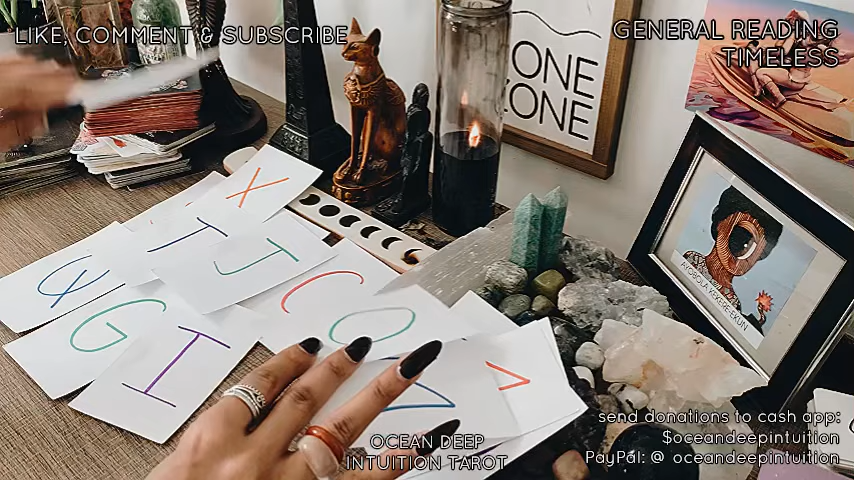 LIKE, COMMENT & SUBSCRIBE
GENERAL READING
TIMELESS
ONE
ZONE
X
I
J
C
G
I
O
AYOBOLA KEKERE-EKUN
send donations to cash app:
$oceandeepintuition
PayPal: @ oceandeepintuition
OCEAN DEEP
INTUITION TAROT